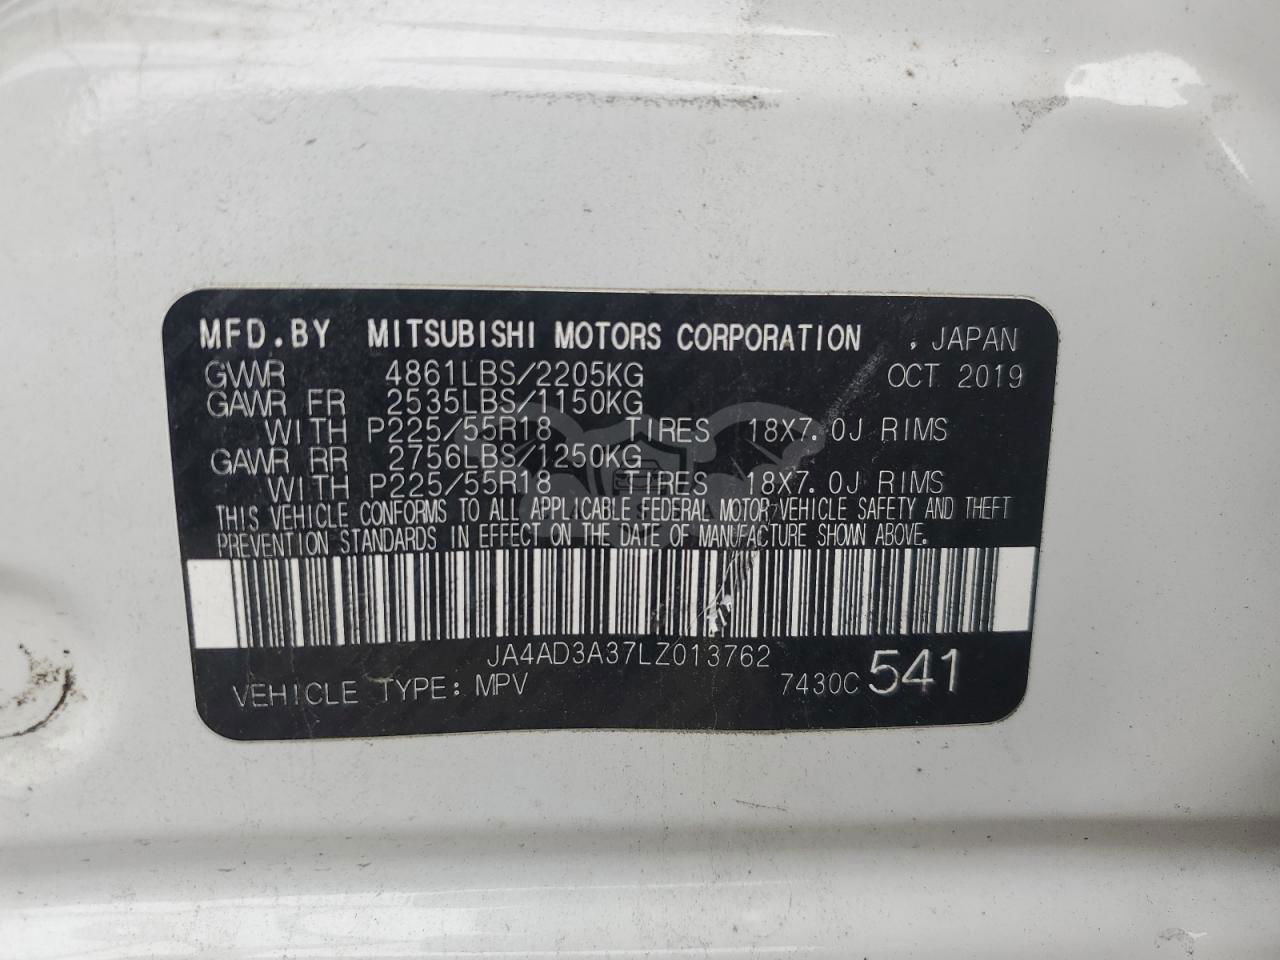 MFD.BY MITSUBISHI MOTORS CORPORATION , JAPAN
GVWR 4861LBS/2205KG OCT 2019
GAWR FR 2535LBS/1150KG
WITH P225/55R18 TIRES 18X7.0J RIMS
GAWR RR 2756LBS/1250KG
WITH P225/55R18 TIRES 18X7.0J RIMS
THIS VEHICLE CONFORMS TO ALL APPLICABLE FEDERAL MOTOR VEHICLE SAFETY AND THEFT
PREVENTION STANDARDS IN EFFECT ON THE DATE OF MANUFACTURE SHOWN ABOVE.
JA4AD3A37LZ013762
VEHICLE TYPE: MPV 7430C 541